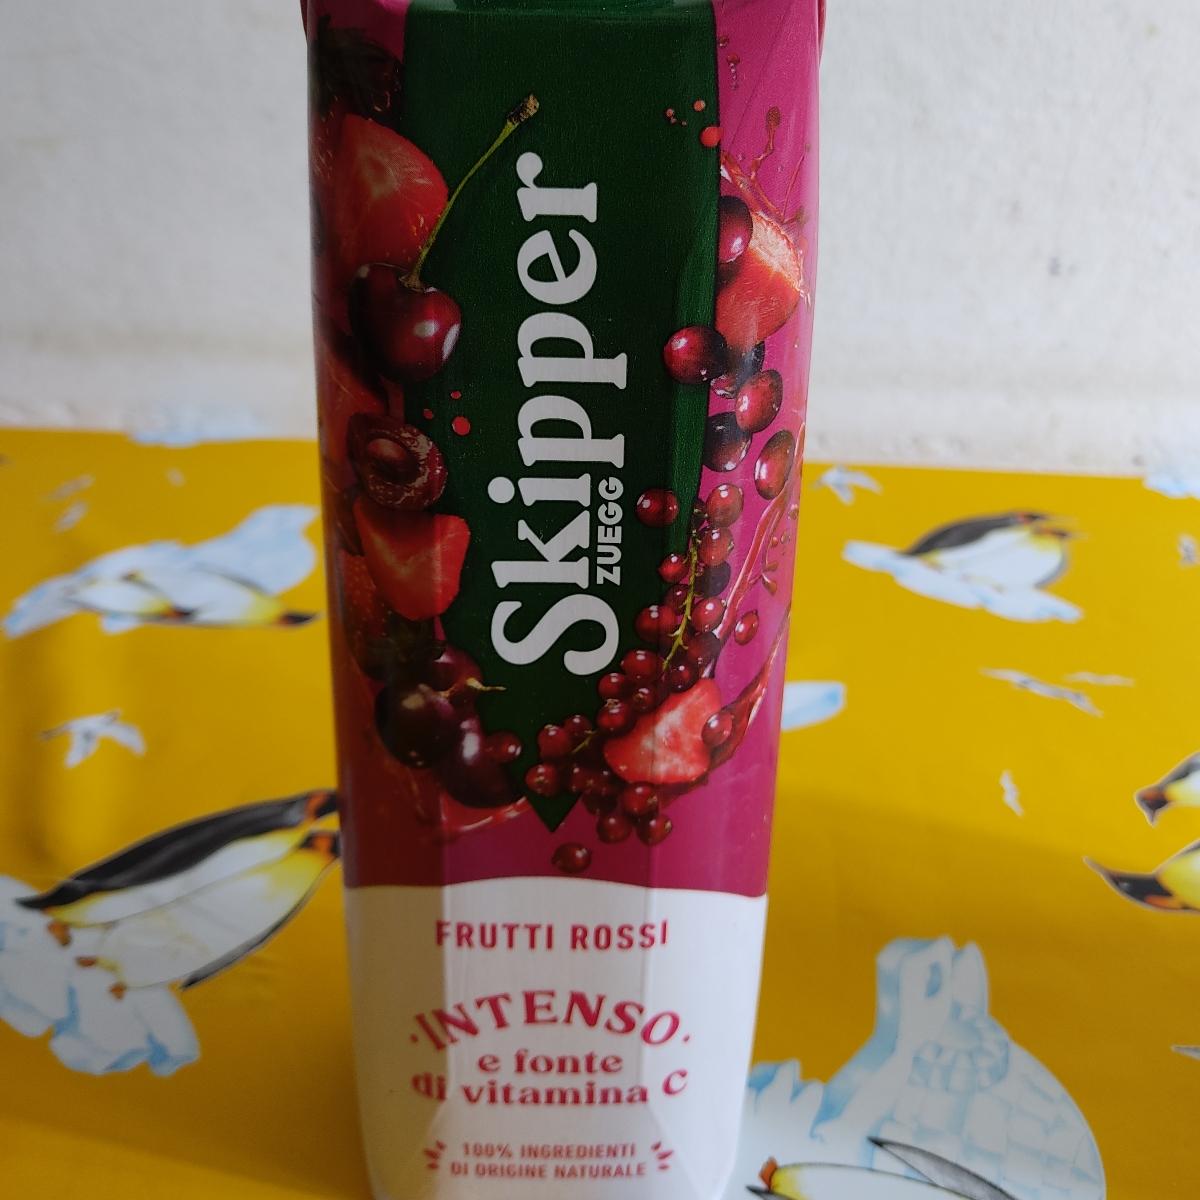 Skipper
ZUEGG
FRUTTI ROSSI
·INTENSO·
e fonte
di vitamina C
100% INGREDIENTI
DI ORIGINE NATURALE